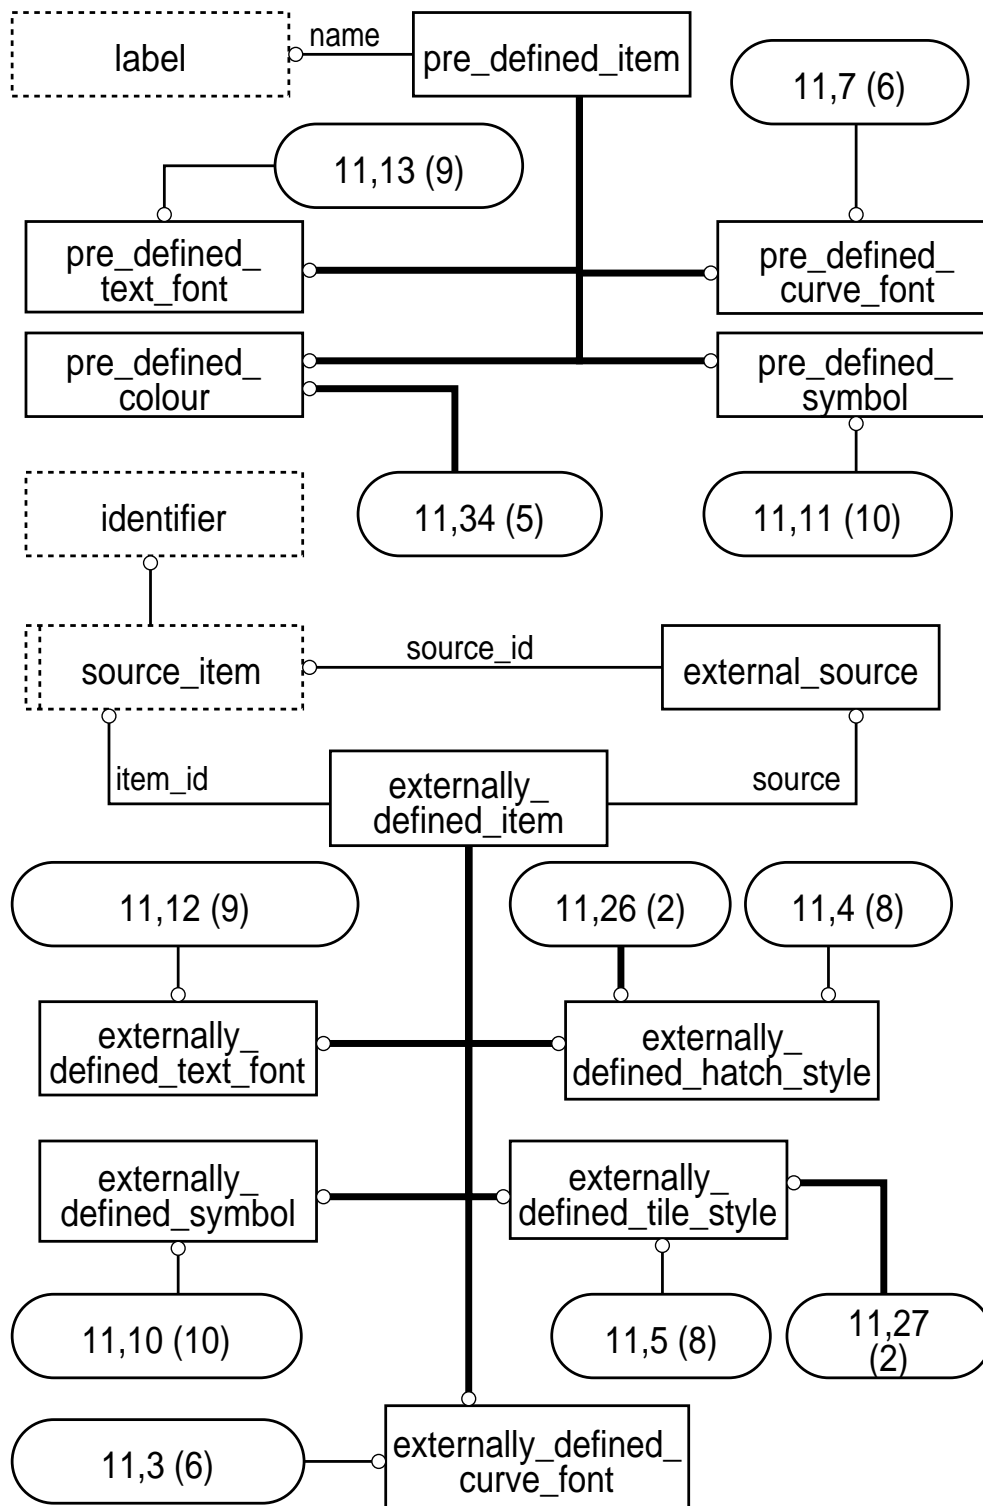 label
name
pre_defined_item
11,7 (6)
11,13 (9)
pre_defined_
text_font
pre_defined_
curve_font
pre_defined_
colour
pre_defined_
symbol
identifier
11,34 (5)
11,11 (10)
source_item
source_id
external_source
item_id
externally_
defined_item
source
11,12 (9)
11,26 (2)
11,4 (8)
externally_
defined_text_font
externally_
defined_hatch_style
externally_
defined_symbol
externally_
defined_tile_style
11,10 (10)
11,5 (8)
11,27
(2)
11,3 (6)
externally_defined_
curve_font